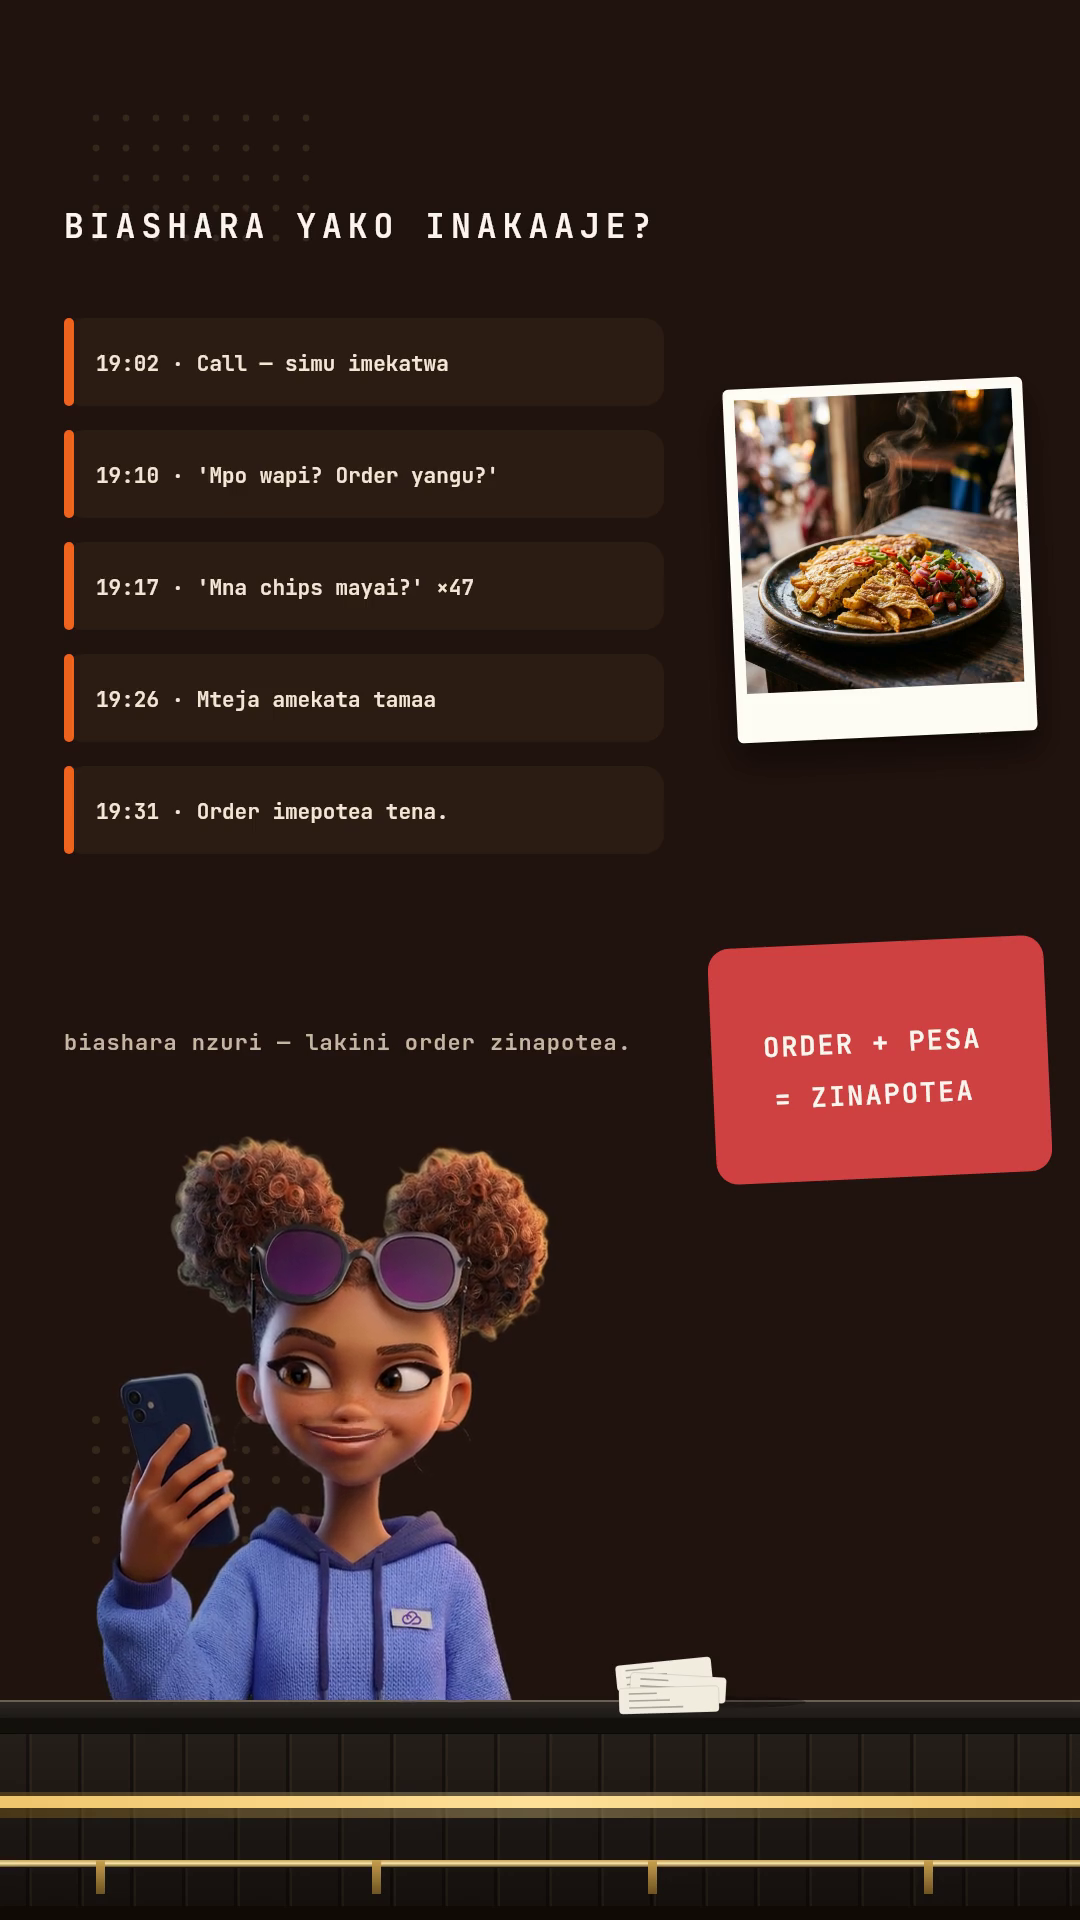 BIASHARA YAKO INAKAAJE?
19:02 · Call — simu imekatwa
19:10 · 'Mpo wapi? Order yangu?'
19:17 · 'Mna chips mayai?' ×47
19:26 · Mteja amekata tamaa
19:31 · Order imepotea tena.
biashara nzuri — lakini order zinapotea.
ORDER + PESA
= ZINAPOTEA